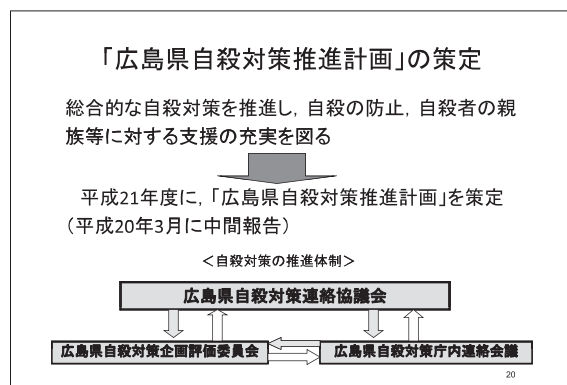 「広島県自殺対策推進計画」の策定
総合的な自殺対策を推進し，自殺の防止，自殺者の親
族等に対する支援の充実を図る
平成21年度に，「広島県自殺対策推進計画」を策定
（平成20年3月に中間報告）
＜自殺対策の推進体制＞
広島県自殺対策連絡協議会
広島県自殺対策企画評価委員会
広島県自殺対策庁内連絡会議
20